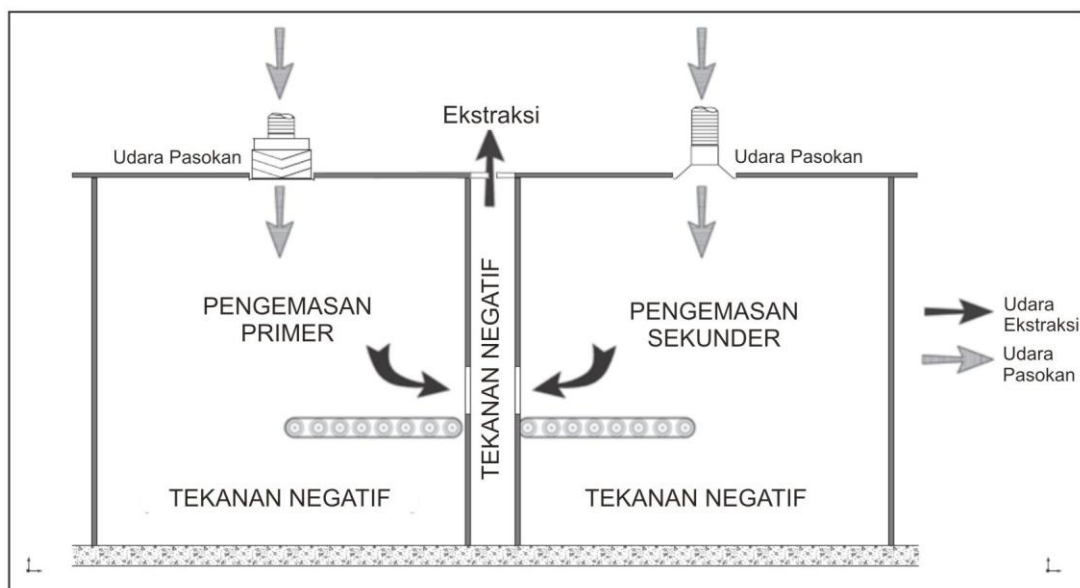 Ekstraksi
Udara Pasokan
Udara Pasokan
PENGEMASAN
PRIMER
TEKANAN NEGATIF
PENGEMASAN
SEKUNDER
Udara
Ekstraksi
Udara
Pasokan
TEKANAN NEGATIF
TEKANAN NEGATIF